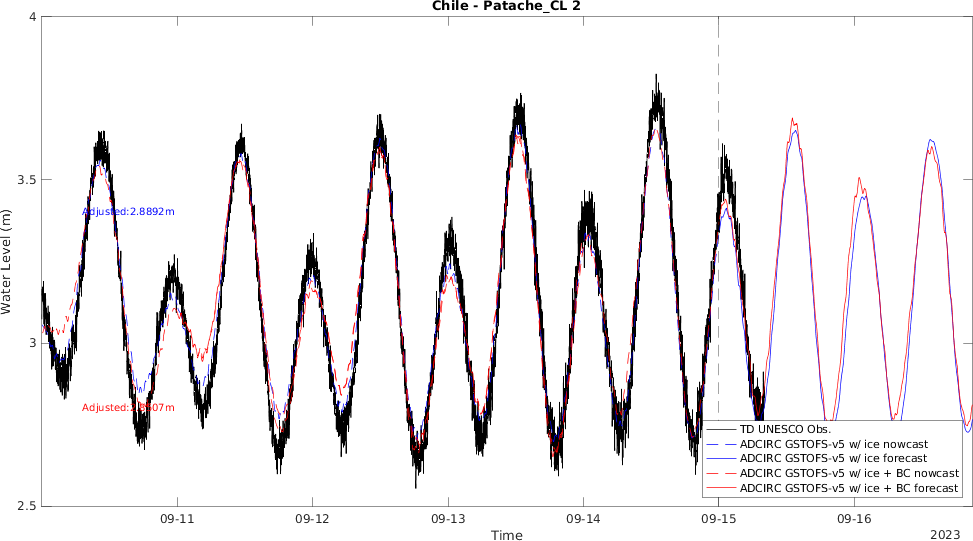 Chile - Patache_CL 2
4
3.5
3
2.5
Water Level (m)
Adjusted:2.8892m
TD UNESCO Obs.
ADCIRC GSTOFS-v5 w/ ice nowcast
ADCIRC GSTOFS-v5 w/ ice forecast
ADCIRC GSTOFS-v5 w/ ice + BC nowcast
ADCIRC GSTOFS-v5 w/ ice + BC forecast
09-11
09-12
09-13
09-14
09-15
09-16
Time
2023